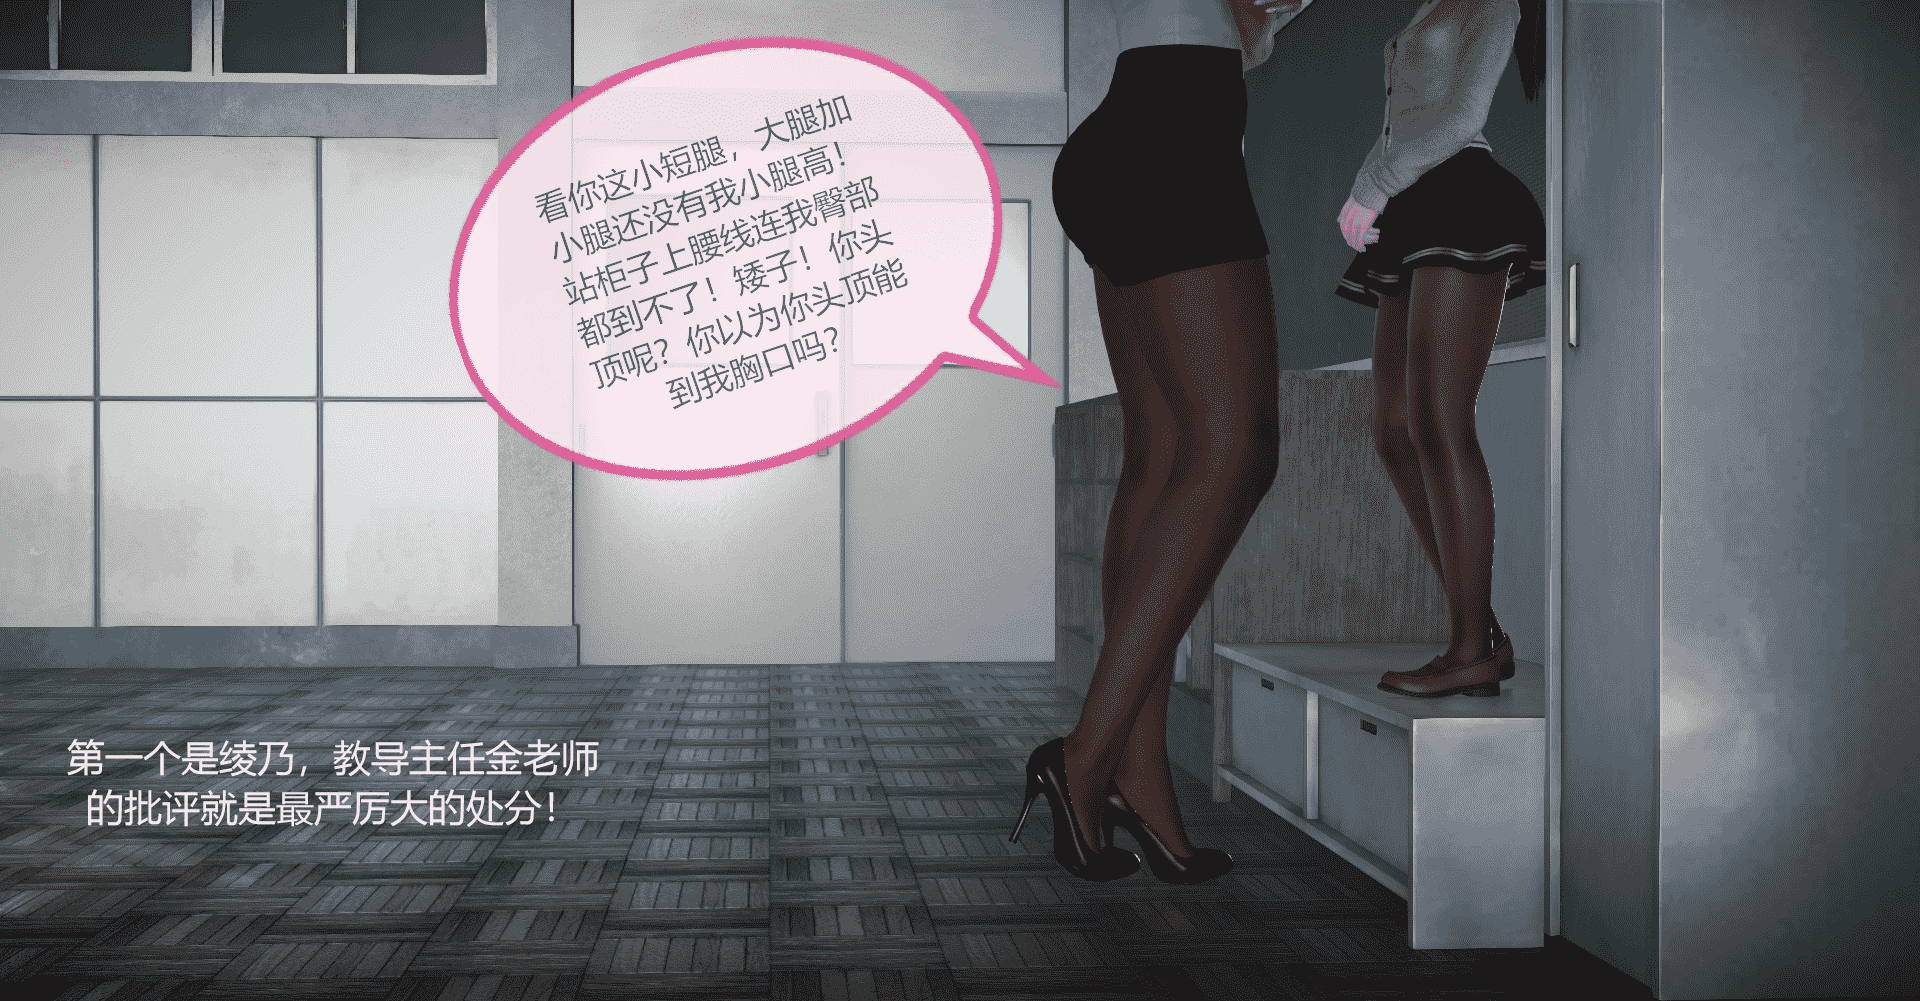 看你这小短腿，大腿加
小腿还没有我小腿高！
站柜子上腰线连我臀部
都到不了！矮子！你头
顶呢？你以为你头顶能
到我胸口吗？
第一个是绫乃，教导主任金老师
的批评就是最严厉大的处分！